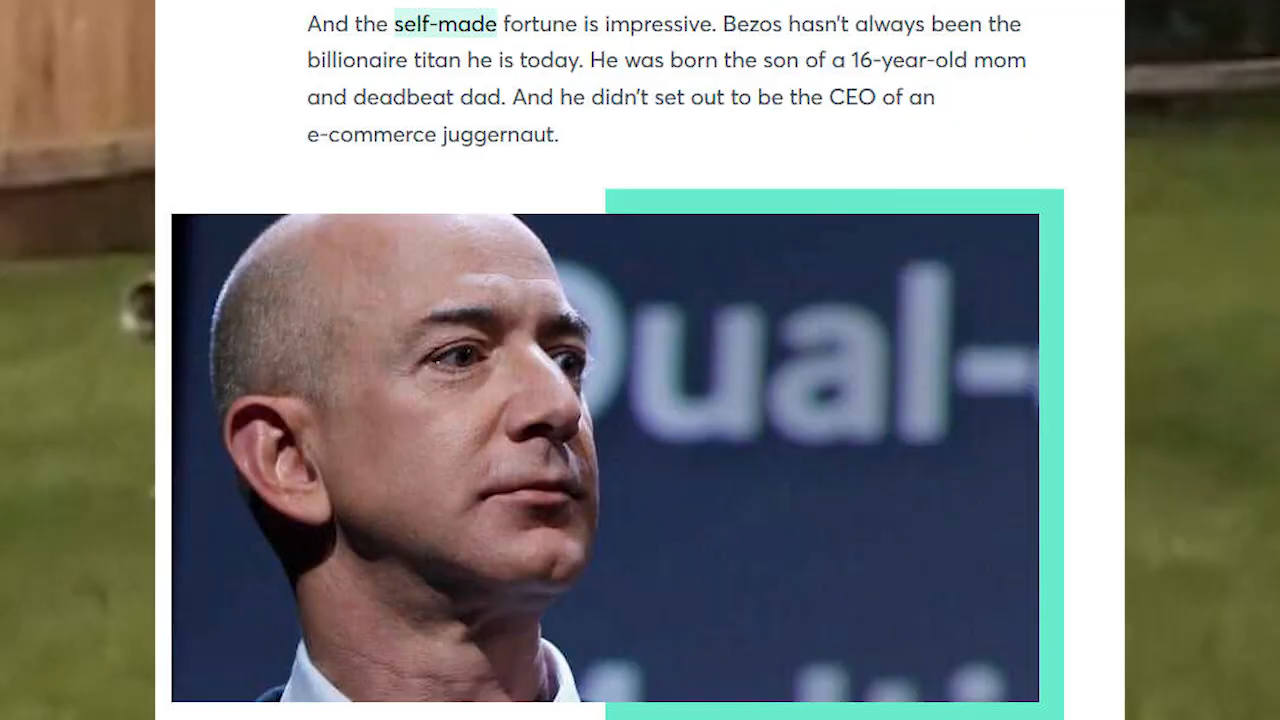 And the self-made fortune is impressive. Bezos hasn't always been the
billionaire titan he is today. He was born the son of a 16-year-old mom
and deadbeat dad. And he didn't set out to be the CEO of an
e-commerce juggernaut.
Dual-